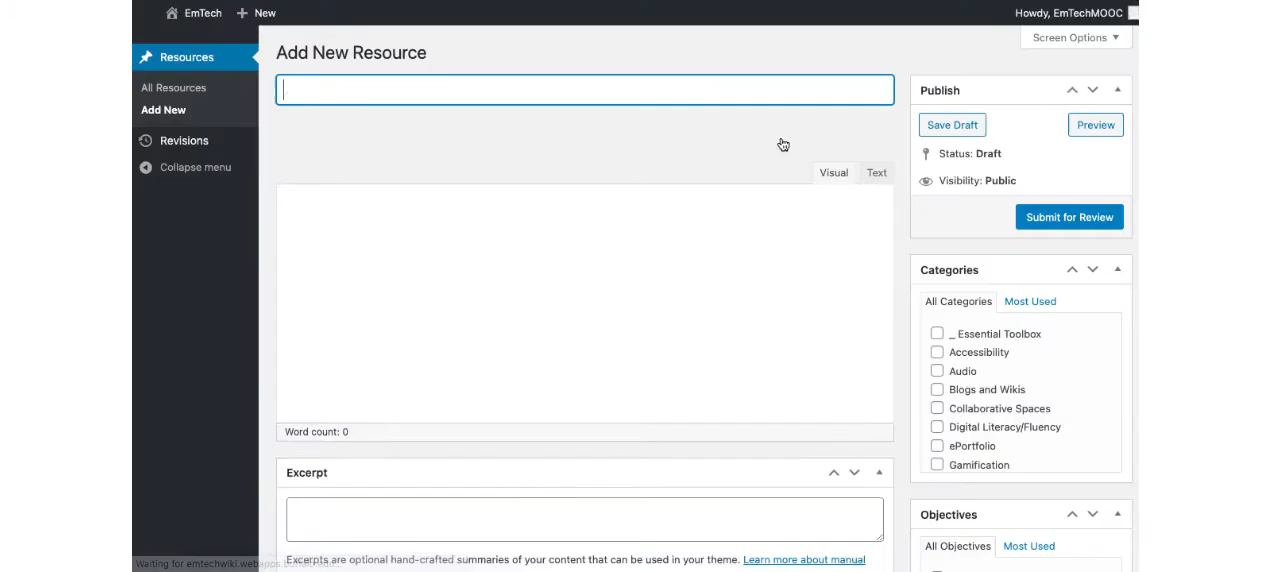 EmTech
New
Howdy, EmTechMOOC
Screen Options
Resources
All Resources
Add New
Revisions
Collapse menu
Add New Resource
Visual
Text
Word count: 0
Excerpt
Excerpts are optional hand-crafted summaries of your content that can be used in your theme. Learn more about manual
Publish
Save Draft
Preview
Status: Draft
Visibility: Public
Submit for Review
Categories
All Categories
Most Used
_ Essential Toolbox
Accessibility
Audio
Blogs and Wikis
Collaborative Spaces
Digital Literacy/Fluency
ePortfolio
Gamification
Objectives
All Objectives
Most Used
Waiting for